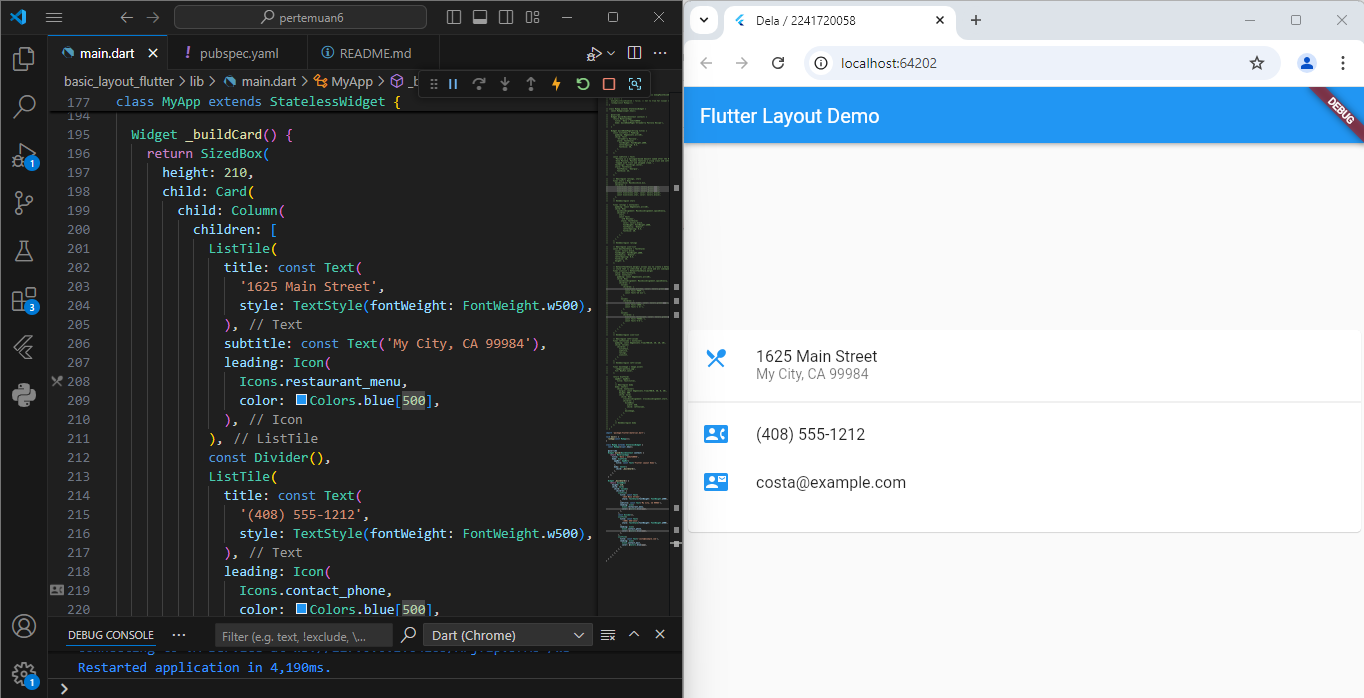 pertemuan6
main.dart
pubspec.yaml
README.md
basic_layout_flutter > lib > main.dart > MyApp >
177 class MyApp extends StatelessWidget {
194
195 Widget _buildCard() {
196 return SizedBox(
197 height: 210,
198 child: Card(
199 child: Column(
200 children: [
201 ListTile(
202 title: const Text(
203 '1625 Main Street',
204 style: TextStyle(fontWeight: FontWeight.w500),
205 ), // Text
206 subtitle: const Text('My City, CA 99984'),
207 leading: Icon(
208 Icons.restaurant_menu,
209 color: Colors.blue[500],
210 ), // Icon
211 ), // ListTile
212 const Divider(),
213 ListTile(
214 title: const Text(
215 '(408) 555-1212',
216 style: TextStyle(fontWeight: FontWeight.w500),
217 ), // Text
218 leading: Icon(
219 Icons.contact_phone,
220 color: Colors.blue[500],
1
3
1
DEBUG CONSOLE
Filter (e.g. text, !exclude, \...
Dart (Chrome)
Restarted application in 4,190ms.
Dela / 2241720058
localhost:64202
Flutter Layout Demo
DEBUG
1625 Main Street
My City, CA 99984
(408) 555-1212
costa@example.com